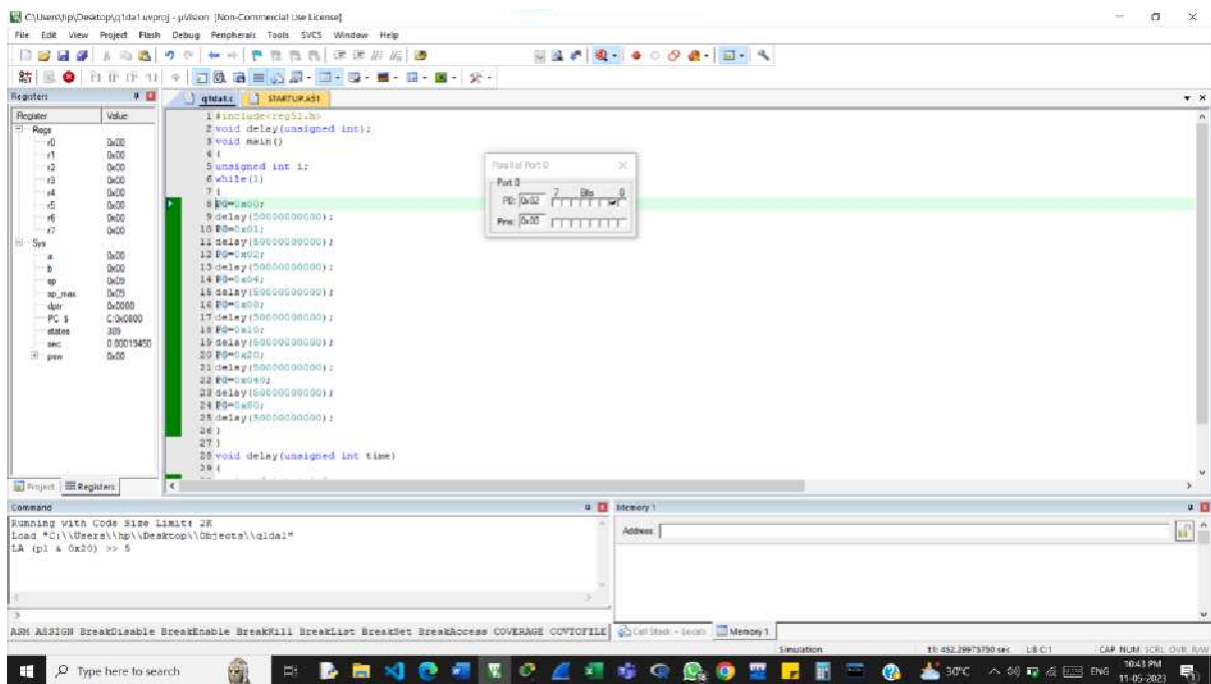 C:\Users\hp\Desktop\q1da1.uvproj - µVision [Non-Commercial Use License]
File Edit View Project Flash Debug Peripherals Tools SVCS Window Help
Registers
q1da1.c STARTUP.A51
Register Value
Regs
r0 0x00
r1 0x00
r2 0x00
r3 0x00
r4 0x00
r5 0x00
r6 0x00
r7 0x00
Sys
a 0x00
b 0x00
sp 0x09
sp_max 0x09
dptr 0x0000
PC $ C:0x0800
states 389
sec 0.00019450
psw 0x00
Project Registers
1 #include<reg51.h>
2 void delay(unsigned int);
3 void main()
4 {
5 unsigned int i;
6 while(1)
7 {
8 P0=0x00;
9 delay(50000000000);
10 P0=0x01;
11 delay(50000000000);
12 P0=0x02;
13 delay(50000000000);
14 P0=0x04;
15 delay(50000000000);
16 P0=0x08;
17 delay(50000000000);
18 P0=0x10;
19 delay(50000000000);
20 P0=0x20;
21 delay(50000000000);
22 P0=0x040;
23 delay(50000000000);
24 P0=0x80;
25 delay(50000000000);
26 }
27 }
28 void delay(unsigned int time)
29 {
Parallel Port 0
Port 0
7 Bits 0
P0: 0x02
Pins: 0x00
Command
Running with Code Size Limit: 2K
Load "C:\\Users\\hp\\Desktop\\Objects\\q1da1"
LA (p1 & 0x20) >> 5
>
ASM ASSIGN BreakDisable BreakEnable BreakKill BreakList BreakSet BreakAccess COVERAGE COVTOFILE
Memory 1
Address:
Call Stack + Locals Memory 1
Simulation t1: 452.29975750 sec L:8 C:1 CAP NUM SCRL OVR R/W
Type here to search
30°C ENG 10:43 PM
11-05-2023